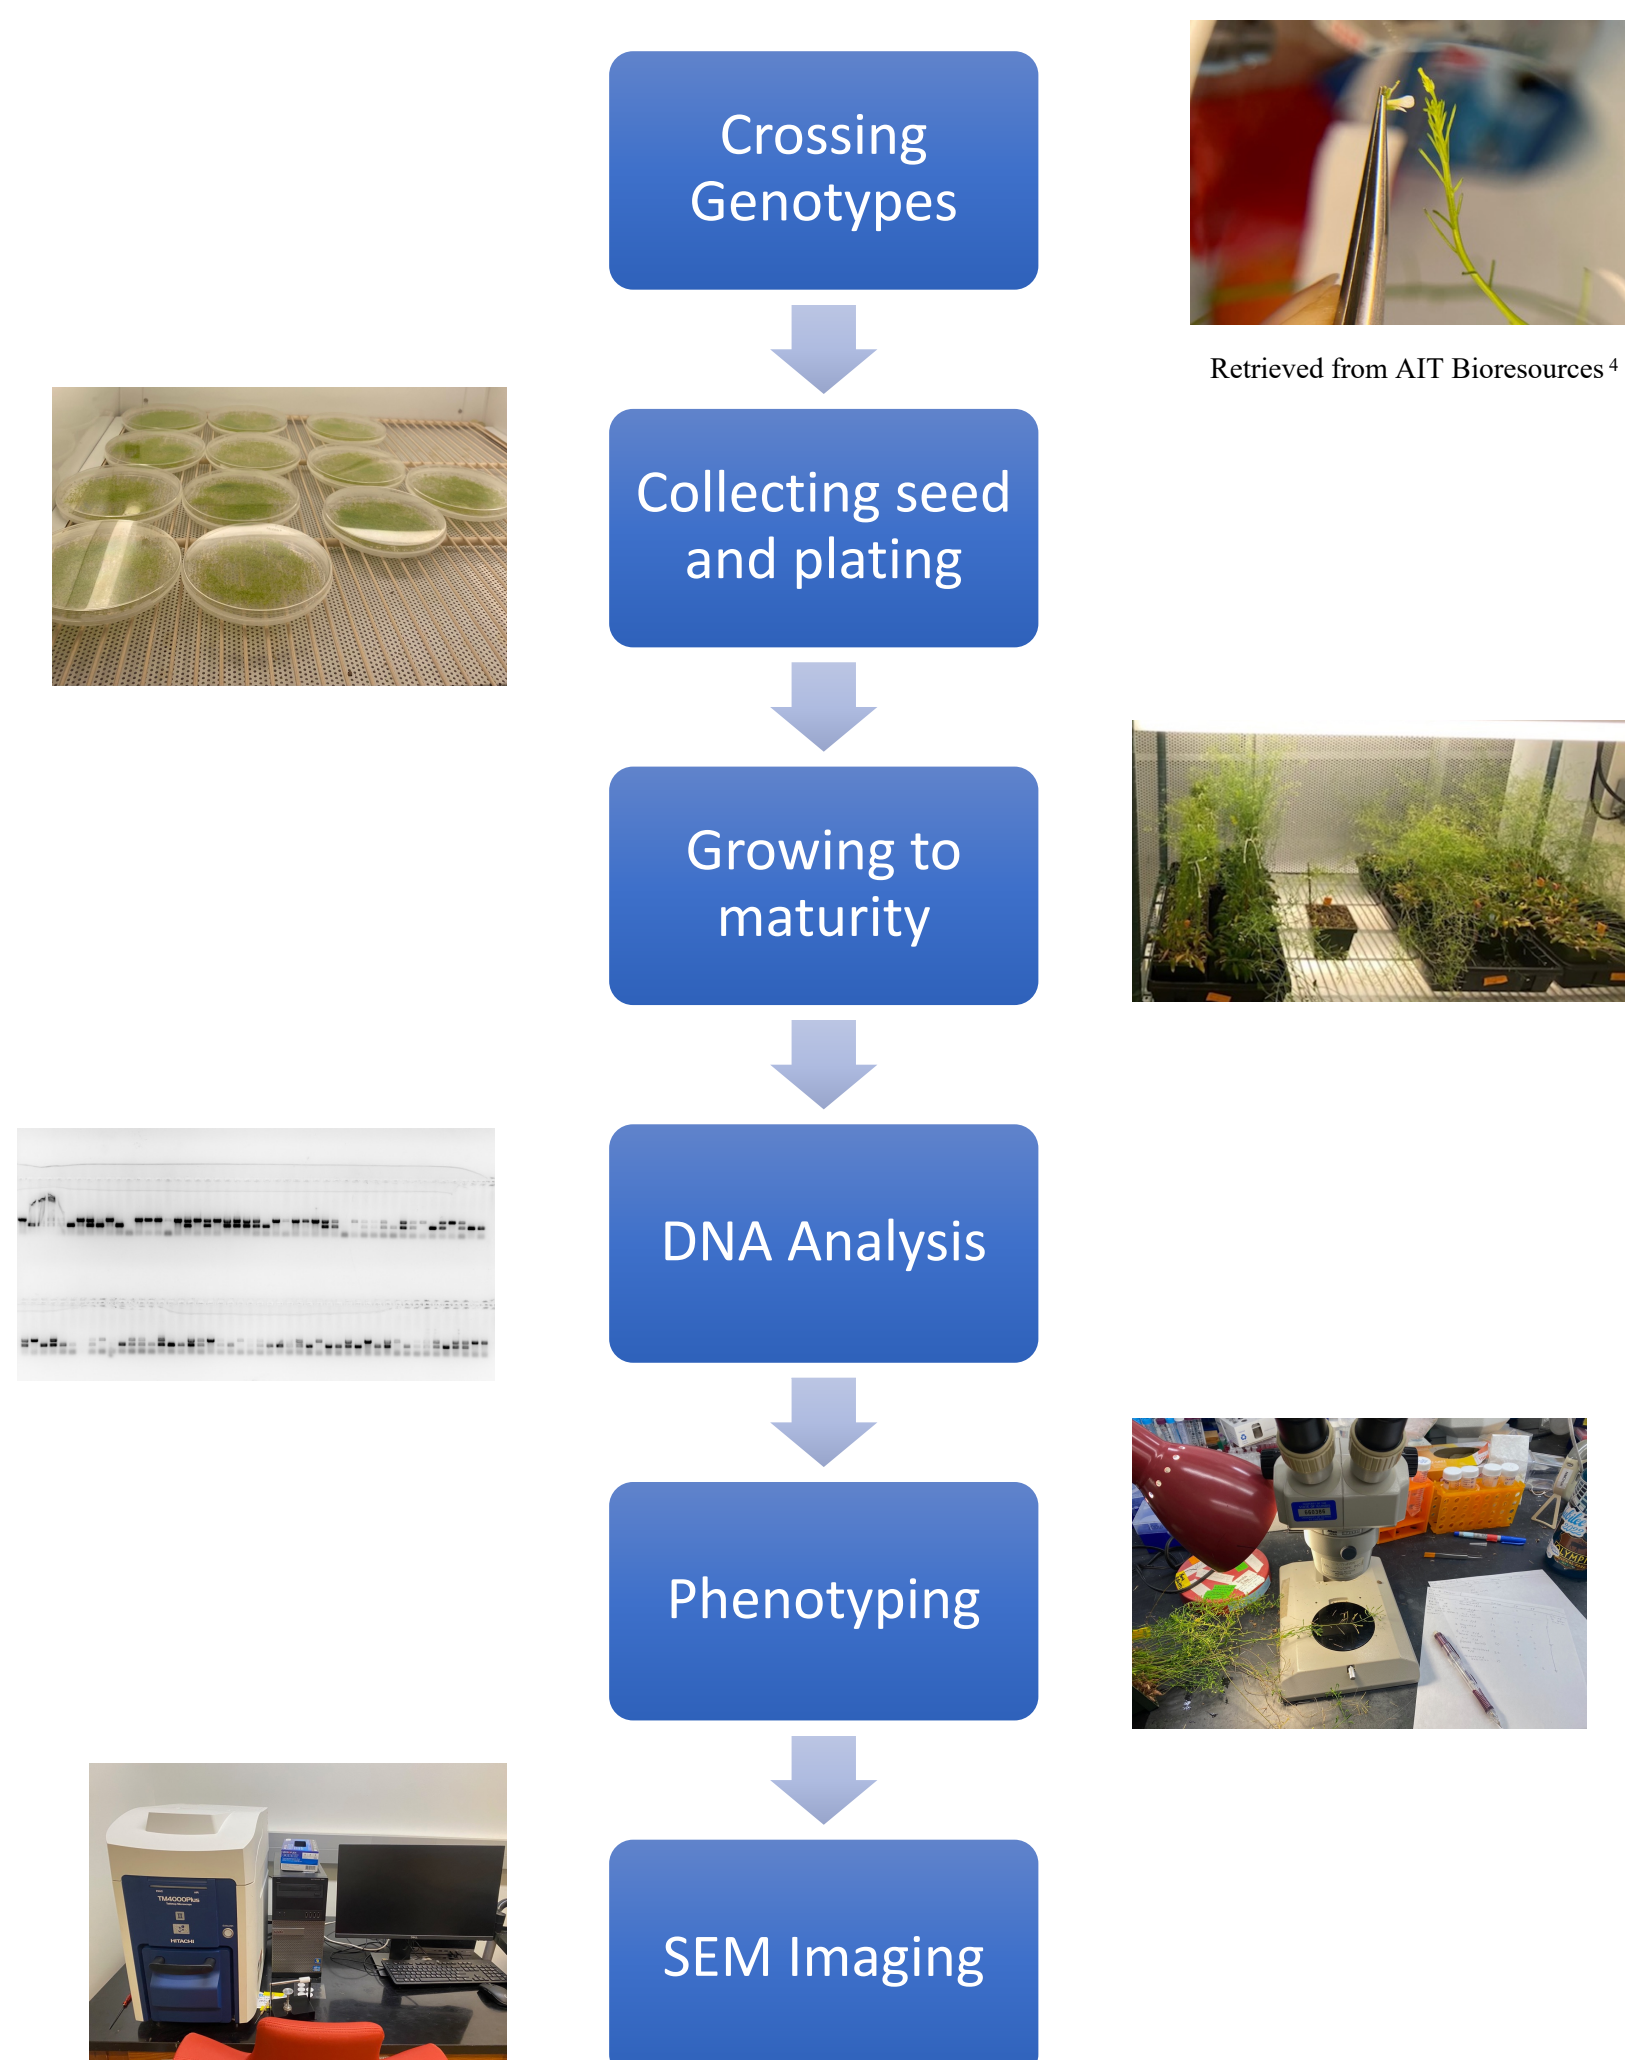 Crossing
Genotypes
Retrieved from AIT Bioresources 4
Collecting seed
and plating
Growing to
maturity
DNA Analysis
Phenotyping
SEM Imaging
TM4000Plus
HITACHI